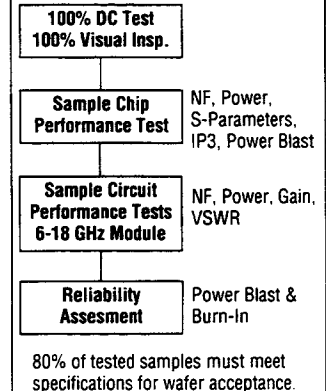 100% DC Test
100% Visual Insp.
Sample Chip
Performance Test
NF, Power,
S-Parameters,
IP3, Power Blast
Sample Circuit
Performance Tests
6-18 GHz Module
NF, Power, Gain,
VSWR
Reliability
Assesment
Power Blast &
Burn-In
80% of tested samples must meet
specifications for wafer acceptance.